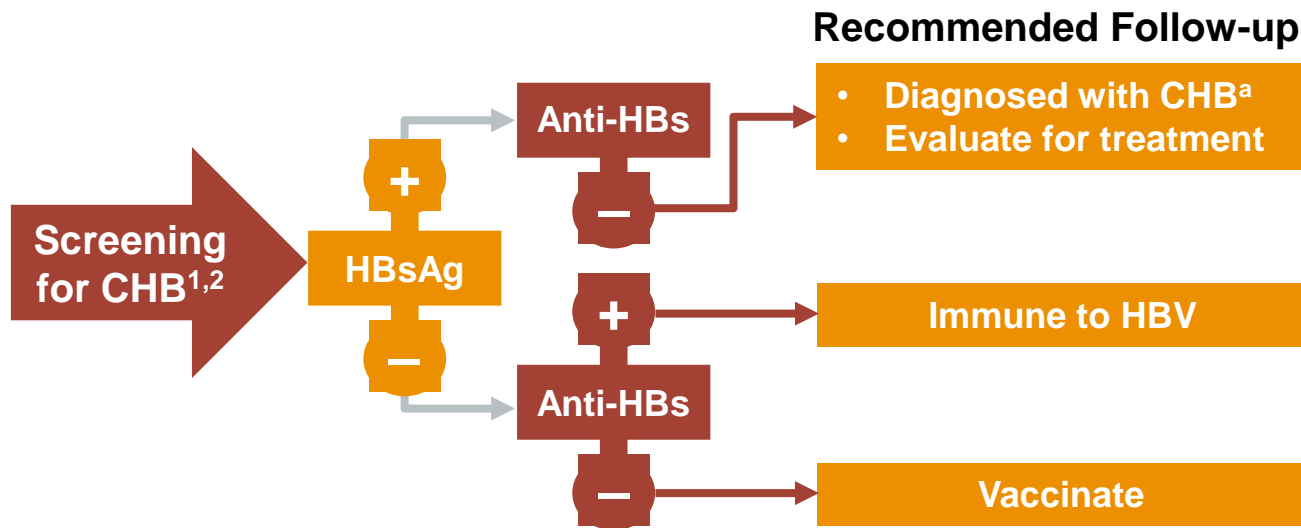 Recommended Follow-up
Anti-HBs
• Diagnosed with CHBᵃ
• Evaluate for treatment
+
−
Screening
for CHB¹,²
HBsAg
+
Immune to HBV
−
Anti-HBs
−
Vaccinate